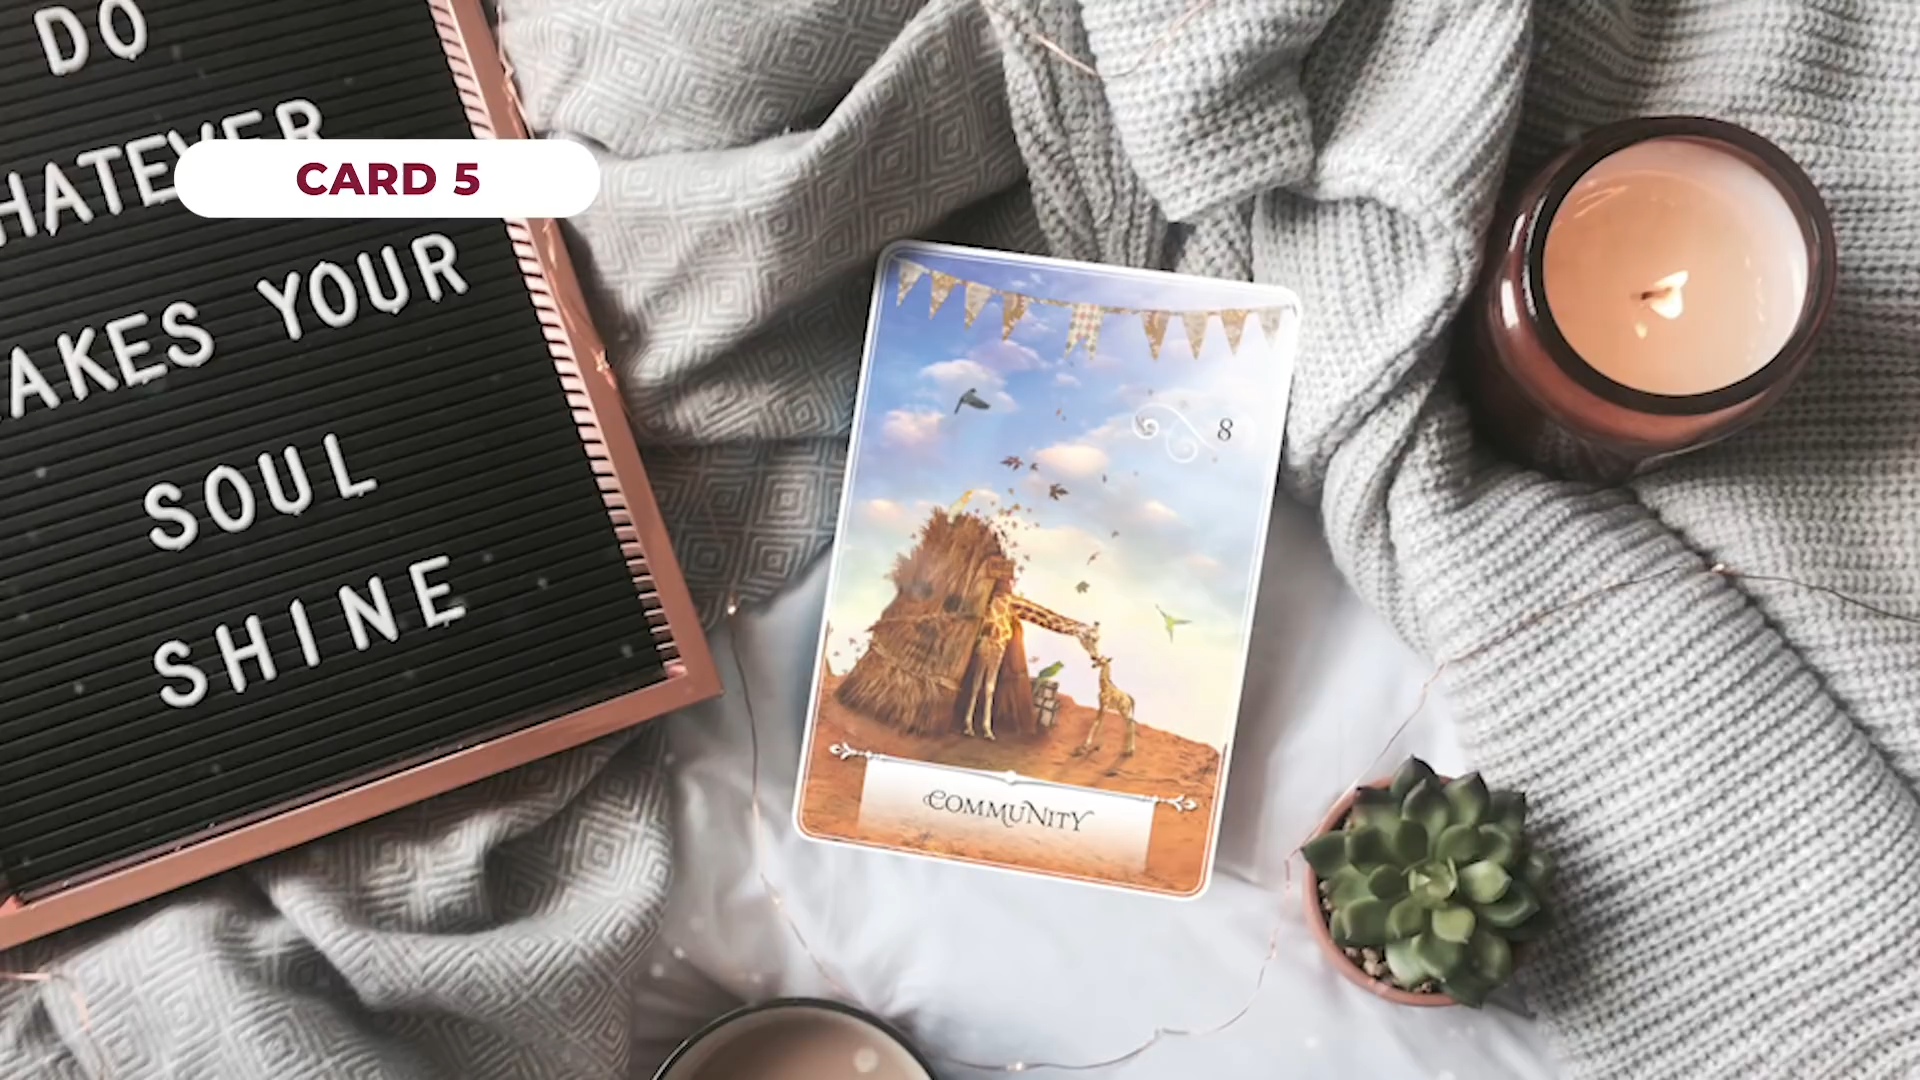 DO
HATEVER
AKES YOUR
SOUL
SHINE
CARD 5
8
COMMUNITY